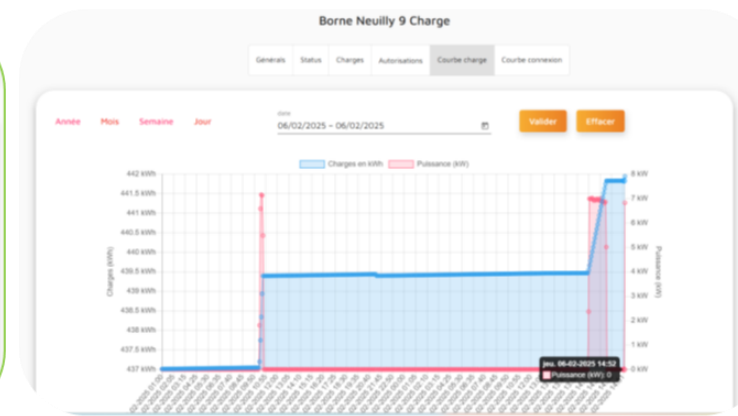 Borne Neuilly 9 Charge
Générals Status Charges Autorisations Courbe charge Courbe connexion
Année Mois Semaine Jour
date
06/02/2025 – 06/02/2025
Valider Effacer
Charges en kWh Puissance (kW)
442 kWh
441.5 kWh
441 kWh
440.5 kWh
440 kWh
439.5 kWh
439 kWh
438.5 kWh
438 kWh
437.5 kWh
437 kWh
Charges (kWh)
8 kW
7 kW
6 kW
5 kW
4 kW
3 kW
2 kW
1 kW
0 kW
Puissance (kW)
jeu. 06-02-2025 14:52
Puissance (kW): 0